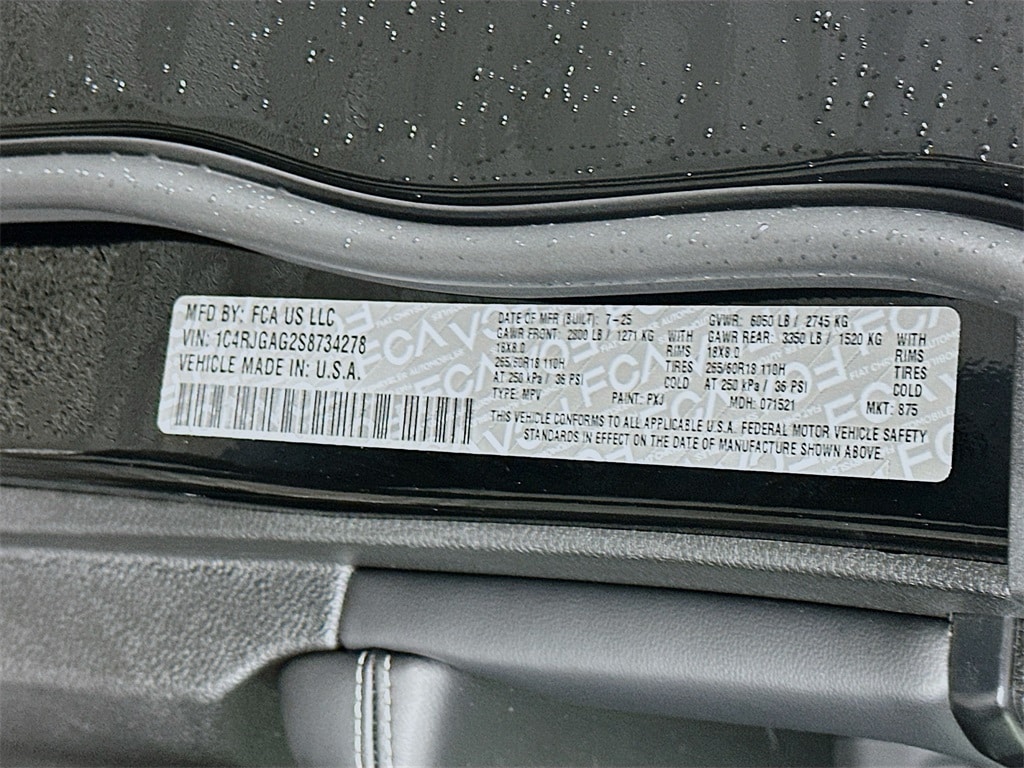 MFD BY: FCA US LLC
VIN: 1C4RJGAG2S8734278
VEHICLE MADE IN: U.S.A.
DATE OF MFR (BUILT): 7-25
GAWR FRONT: 2800 LB / 1271 KG WITH
18X8.0 RIMS
265/60R18 110H TIRES
AT 250 kPa / 36 PSI COLD
TYPE: MPV PAINT: PXJ
GVWR: 6050 LB / 2745 KG
GAWR REAR: 3350 LB / 1520 KG WITH
18X8.0 RIMS
265/60R18 110H TIRES
AT 250 kPa / 36 PSI COLD
MDH: 071521 MKT: 875
THIS VEHICLE CONFORMS TO ALL APPLICABLE U.S.A. FEDERAL MOTOR VEHICLE SAFETY
STANDARDS IN EFFECT ON THE DATE OF MANUFACTURE SHOWN ABOVE.